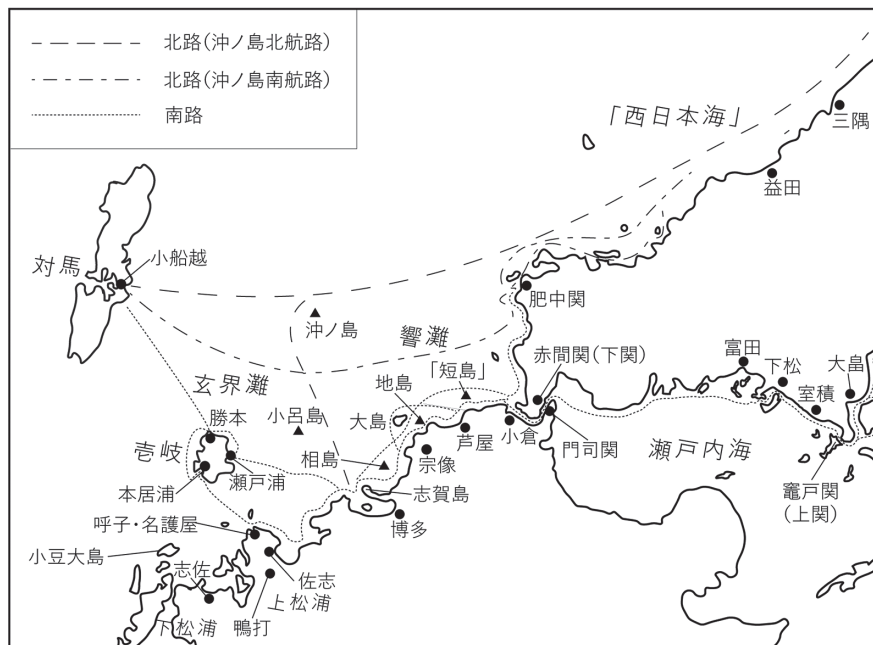 北路（沖ノ島北航路）
北路（沖ノ島南航路）
南路
「西日本海」
三隅
益田
対馬
小船越
沖ノ島
肥中関
響灘
玄界灘
小呂島
勝本
壱岐
本居浦
瀬戸浦
大島
地島
「短島」
相島
宗像
芦屋
小倉
赤間関（下関）
門司関
富田
下松
室積
大畠
瀬戸内海
竈戸関
（上関）
志賀島
博多
呼子・名護屋
小豆大島
志佐
下松浦
鴨打
佐志
上松浦